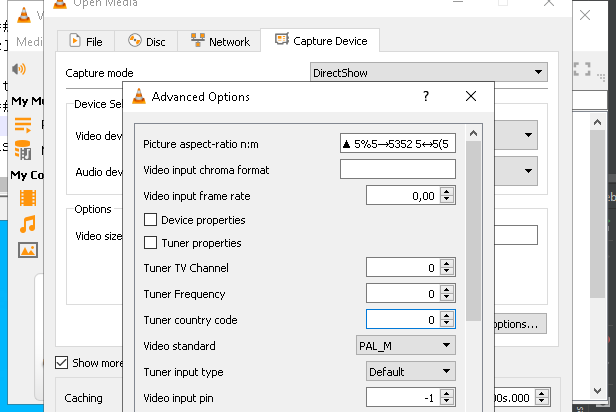 Open Media
Medi
File
Disc
Network
Capture Device
Capture mode
DirectShow
Device Sel
My Mu
Video dev
Audio dev
My Co
Options
Video size
Show more
Caching
options...
00s.000
Advanced Options
?
Picture aspect-ratio n:m
▲ 5%5→5352 5↔5(5
Video input chroma format
Video input frame rate
0,00
Device properties
Tuner properties
Tuner TV Channel
0
Tuner Frequency
0
Tuner country code
0
Video standard
PAL_M
Tuner input type
Default
Video input pin
-1